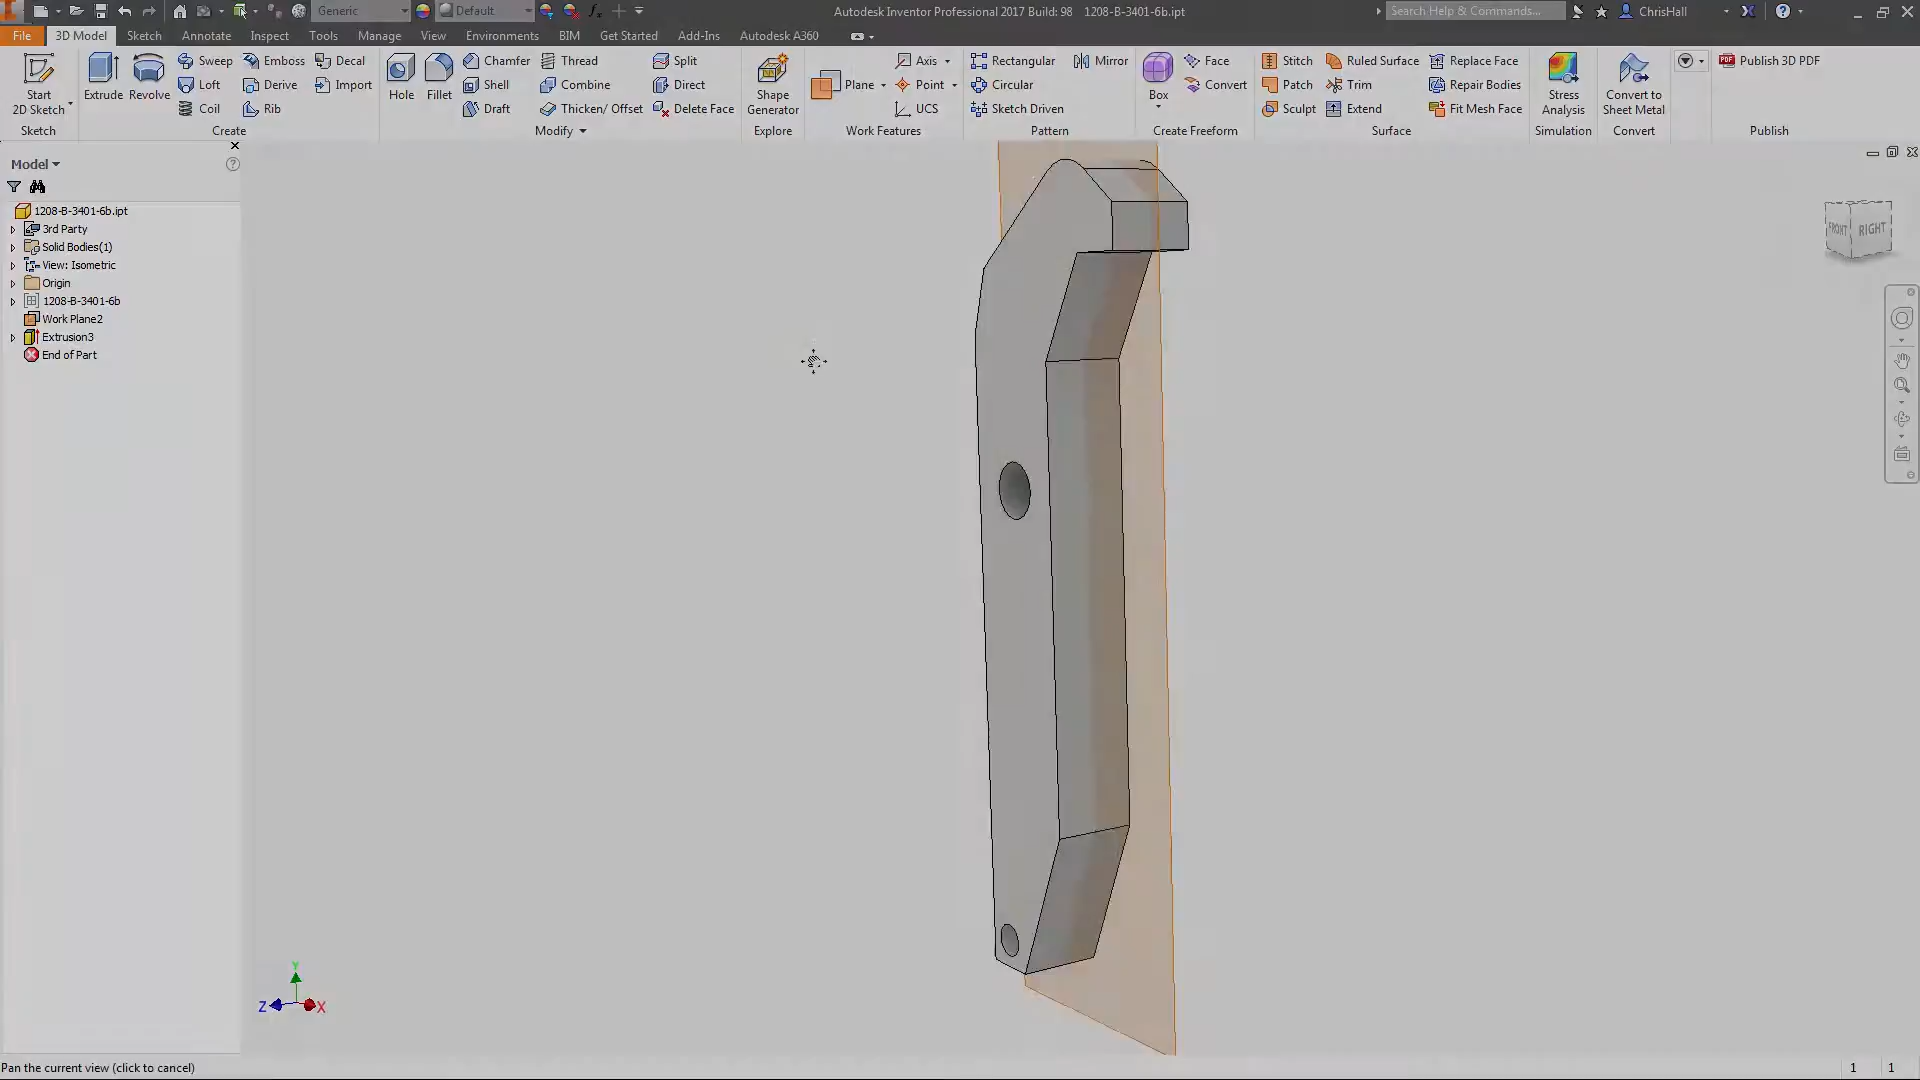 Generic
Default
Autodesk Inventor Professional 2017 Build: 98 1208-B-3401-6b.ipt
Search Help & Commands...
ChrisHall
File 3D Model Sketch Annotate Inspect Tools Manage View Environments BIM Get Started Add-Ins Autodesk A360
Start
2D Sketch
Sketch
Extrude
Revolve
Sweep
Loft
Coil
Emboss
Derive
Rib
Decal
Import
Create
Hole
Fillet
Chamfer
Shell
Draft
Thread
Combine
Thicken/ Offset
Split
Direct
Delete Face
Modify
Shape
Generator
Explore
Plane
Axis
Point
UCS
Work Features
Rectangular
Circular
Sketch Driven
Mirror
Pattern
Box
Face
Convert
Create Freeform
Stitch
Patch
Sculpt
Ruled Surface
Trim
Extend
Replace Face
Repair Bodies
Fit Mesh Face
Surface
Stress
Analysis
Simulation
Convert to
Sheet Metal
Convert
PDF
Publish 3D PDF
Publish
Model
1208-B-3401-6b.ipt
3rd Party
Solid Bodies(1)
View: Isometric
Origin
1208-B-3401-6b
Work Plane2
Extrusion3
End of Part
FRONT RIGHT
Y
Z X
Pan the current view (click to cancel)
1 1